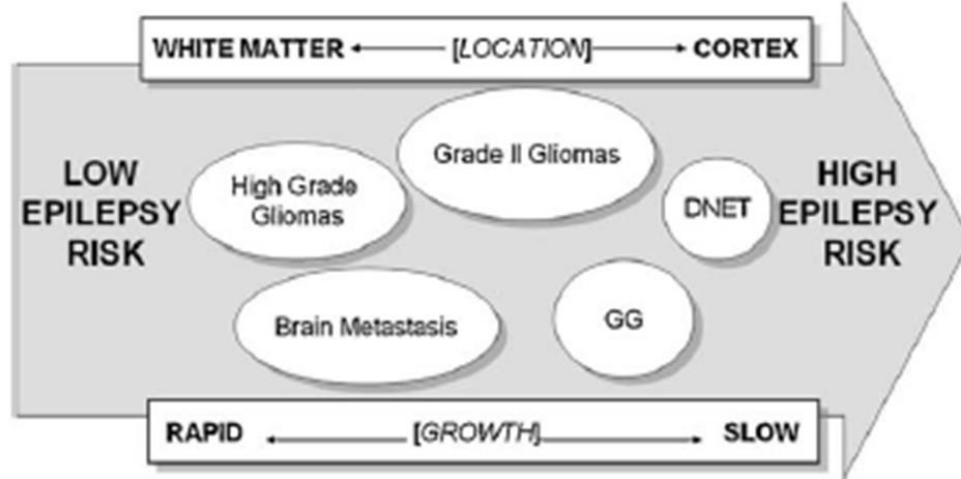 WHITE MATTER [LOCATION] CORTEX
LOW
EPILEPSY
RISK
High Grade
Gliomas
Grade II Gliomas
DNET
HIGH
EPILEPSY
RISK
Brain Metastasis
GG
RAPID [GROWTH] SLOW